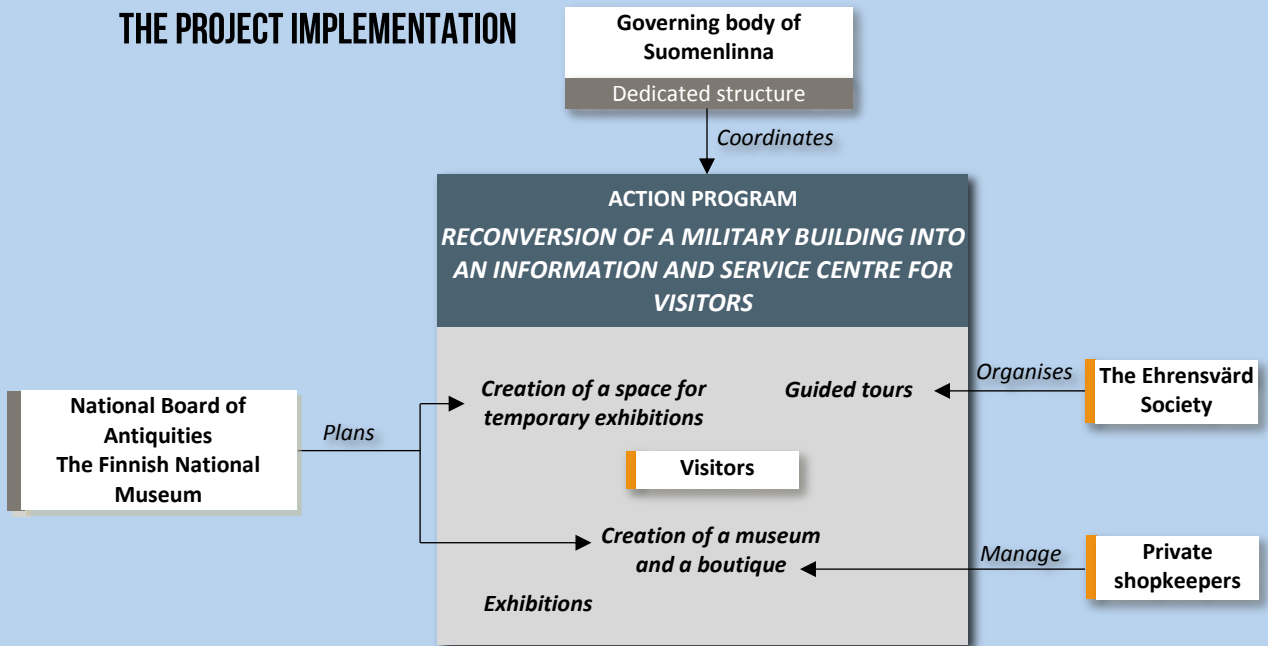 THE PROJECT IMPLEMENTATION
Governing body of
Suomenlinna
Dedicated structure
Coordinates
ACTION PROGRAM
RECONVERSION OF A MILITARY BUILDING INTO
AN INFORMATION AND SERVICE CENTRE FOR
VISITORS
National Board of
Antiquities
The Finnish National
Museum
Plans
Creation of a space for
temporary exhibitions
Guided tours
Organises
The Ehrensvärd
Society
Visitors
Creation of a museum
and a boutique
Manage
Private
shopkeepers
Exhibitions